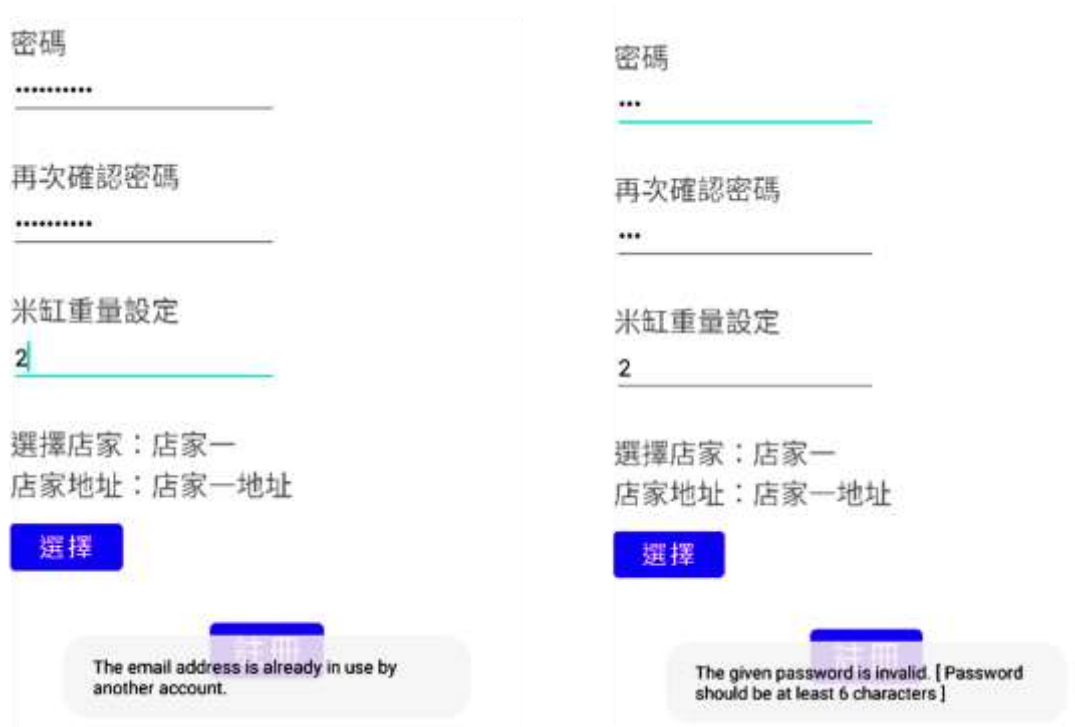 密碼
••••••••••
再次確認密碼
••••••••••
米缸重量設定
2
選擇店家：店家一
店家地址：店家一地址
選擇
註冊
The email address is already in use by
another account.
密碼
•••
再次確認密碼
•••
米缸重量設定
2
選擇店家：店家一
店家地址：店家一地址
選擇
註冊
The given password is invalid. [ Password
should be at least 6 characters ]